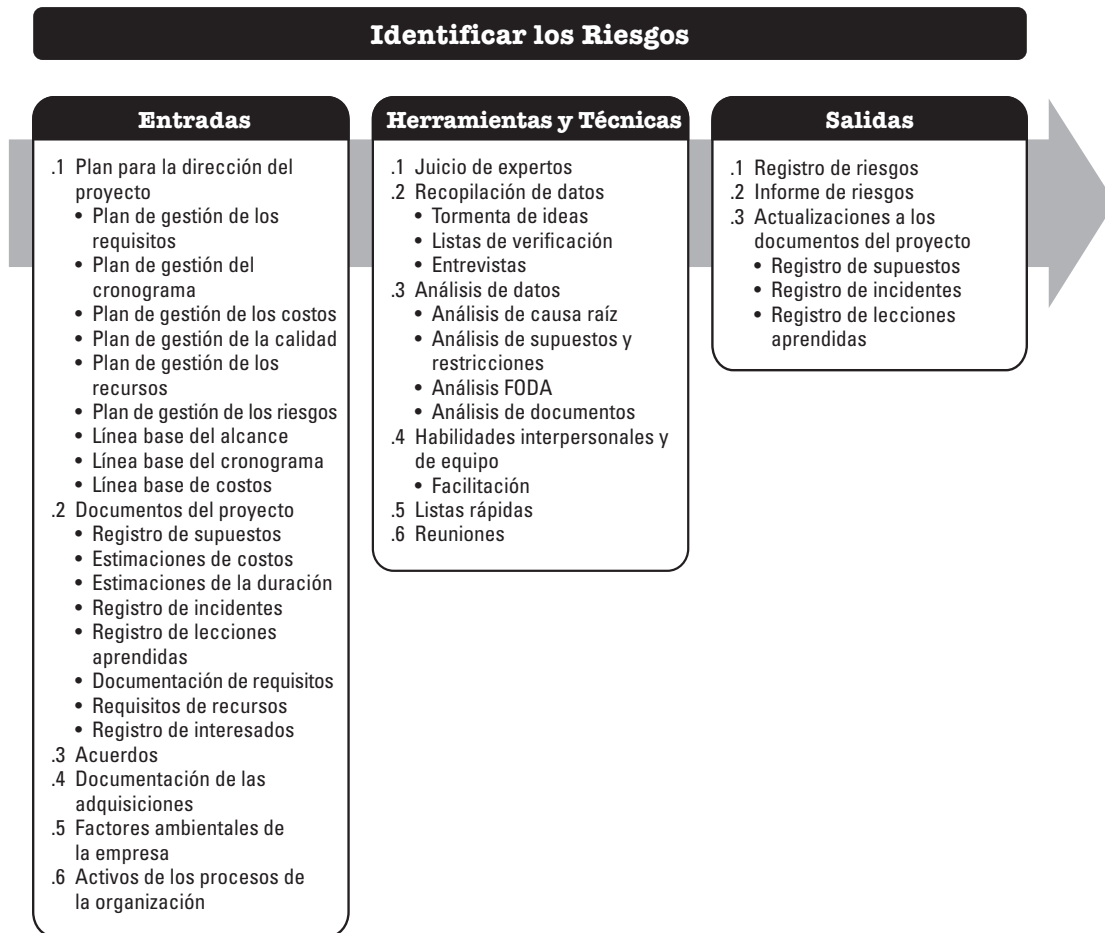 Identificar los Riesgos
Entradas
.1 Plan para la dirección del
proyecto
• Plan de gestión de los
requisitos
• Plan de gestión del
cronograma
• Plan de gestión de los costos
• Plan de gestión de la calidad
• Plan de gestión de los
recursos
• Plan de gestión de los riesgos
• Línea base del alcance
• Línea base del cronograma
• Línea base de costos
.2 Documentos del proyecto
• Registro de supuestos
• Estimaciones de costos
• Estimaciones de la duración
• Registro de incidentes
• Registro de lecciones
aprendidas
• Documentación de requisitos
• Requisitos de recursos
• Registro de interesados
.3 Acuerdos
.4 Documentación de las
adquisiciones
.5 Factores ambientales de
la empresa
.6 Activos de los procesos de
la organización
Herramientas y Técnicas
.1 Juicio de expertos
.2 Recopilación de datos
• Tormenta de ideas
• Listas de verificación
• Entrevistas
.3 Análisis de datos
• Análisis de causa raíz
• Análisis de supuestos y
restricciones
• Análisis FODA
• Análisis de documentos
.4 Habilidades interpersonales y
de equipo
• Facilitación
.5 Listas rápidas
.6 Reuniones
Salidas
.1 Registro de riesgos
.2 Informe de riesgos
.3 Actualizaciones a los
documentos del proyecto
• Registro de supuestos
• Registro de incidentes
• Registro de lecciones
aprendidas